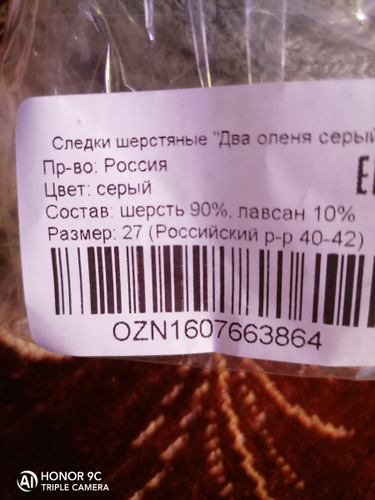 Следки шерстяные "Два оленя серый
Пр-во: Россия
Цвет: серый
Состав: шерсть 90%, лавсан 10%
Размер: 27 (Российский р-р 40-42)
OZN1607663864
HONOR 9C
TRIPLE CAMERA